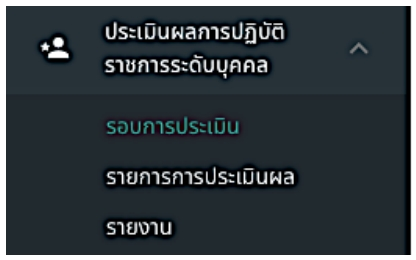 ประเมินผลการปฏิบัติ
ราชการระดับบุคคล
รอบการประเมิน
รายการการประเมินผล
รายงาน